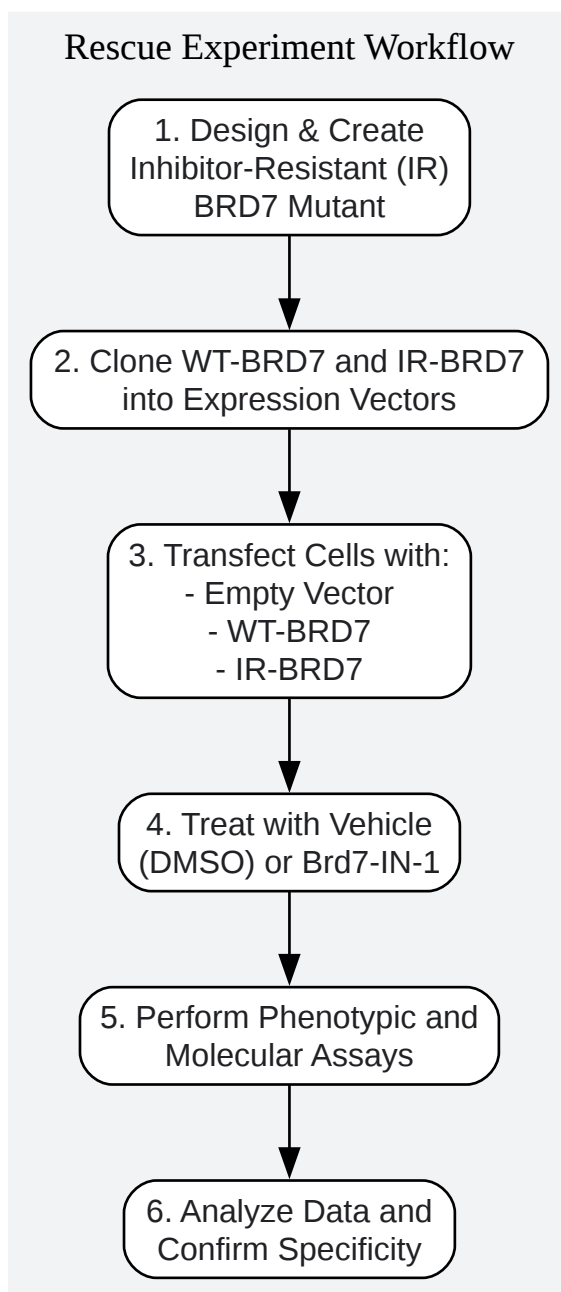 Rescue Experiment Workflow
1. Design & Create
Inhibitor-Resistant (IR)
BRD7 Mutant
2. Clone WT-BRD7 and IR-BRD7
into Expression Vectors
3. Transfect Cells with:
- Empty Vector
- WT-BRD7
- IR-BRD7
4. Treat with Vehicle
(DMSO) or Brd7-IN-1
5. Perform Phenotypic and
Molecular Assays
6. Analyze Data and
Confirm Specificity